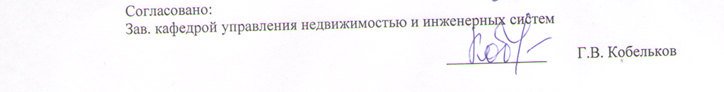 Согласовано:
Зав. кафедрой управления недвижимостью и инженерных систем
Г.В. Кобельков